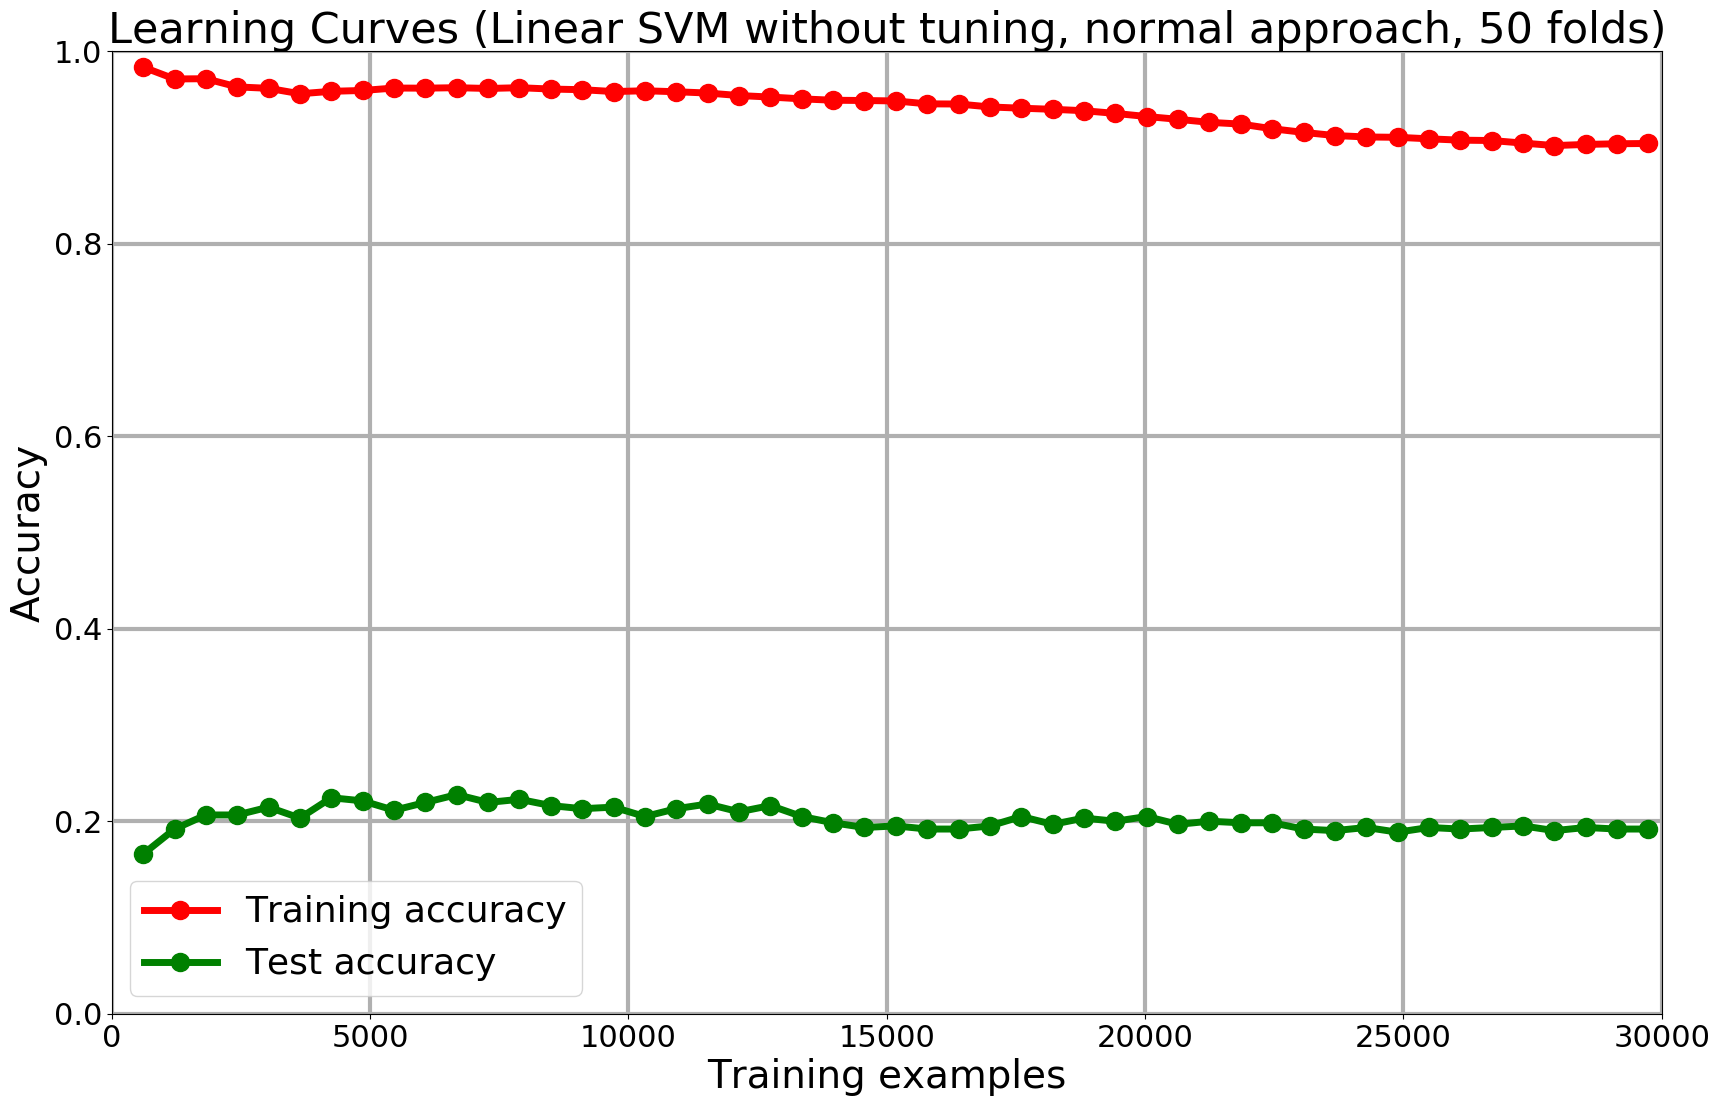 Learning Curves (Linear SVM without tuning, normal approach, 50 folds)
1.0
0.8
0.6
0.4
0.2
0.0
Accuracy
Training accuracy
Test accuracy
0 5000 10000 15000 20000 25000 30000
Training examples